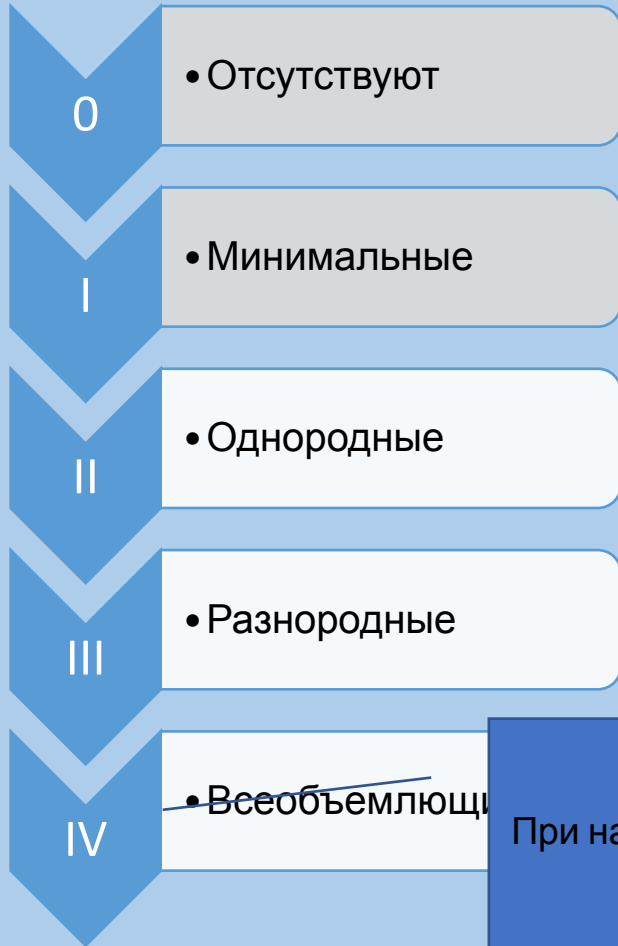 0
• Отсутствуют
I
• Минимальные
II
• Однородные
III
• Разнородные
IV
• Всеобъемлющи
При на